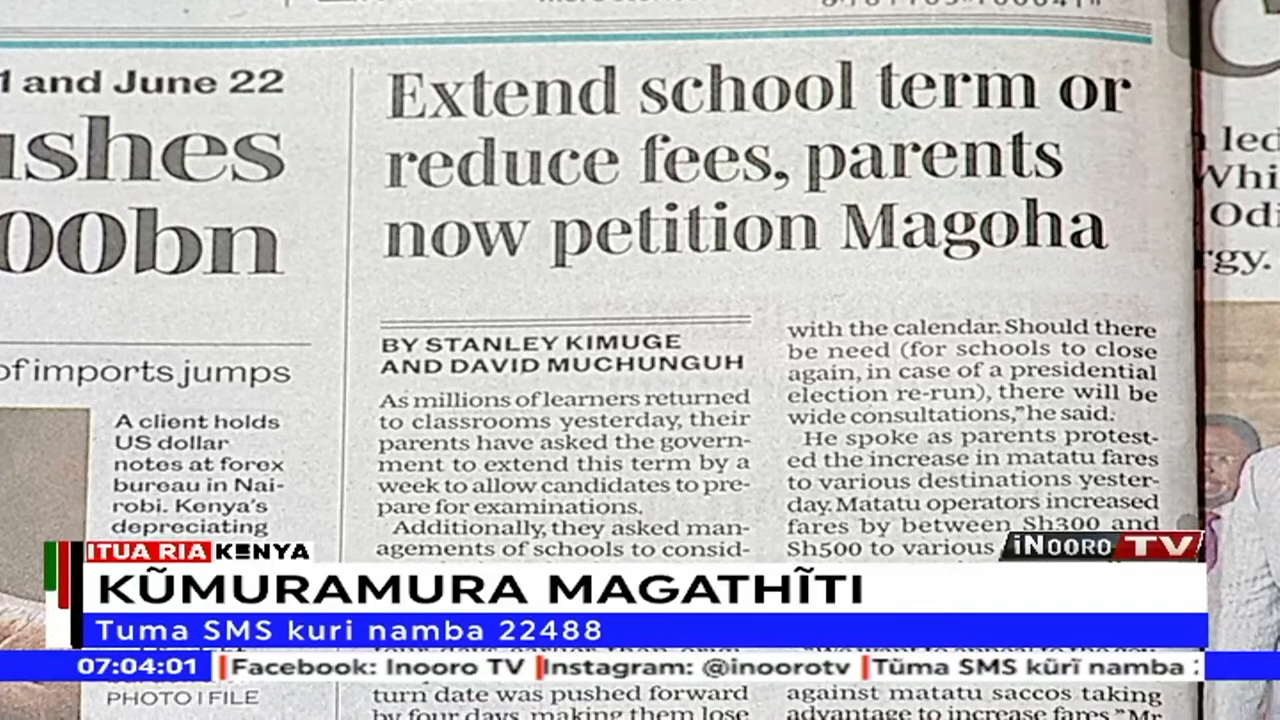 1 and June 22
00bn
of imports jumps
A client holds
US dollar
notes at forex
bureau in Nai-
robi. Kenya's
depreciating
PHOTO I FILE
Extend school term or
reduce fees, parents
now petition Magoha
BY STANLEY KIMUGE
AND DAVID MUCHUNGUH
As millions of learners returned
to classrooms yesterday, their
parents have asked the govern-
ment to extend this term by a
week to allow candidates to pre-
pare for examinations.
Additionally, they asked man-
agements of schools to consid-
turn date was pushed forward
by four days, making them lose
with the calendar. Should there
be need (for schools to close
again, in case of a presidential
election re-run), there will be
wide consultations," he said.
He spoke as parents protest-
ed the increase in matatu fares
to various destinations yester-
day. Matatu operators increased
fares by between Sh300 and
Sh500 to various
against matatu saccos taking
advantage to increase fares."
led
rgy.
ITUA RIA KENYA
iNOORO TV
KŨMURAMURA MAGATHĨTI
Tuma SMS kuri namba 22488
07:04:01 Facebook: Inooro TV Instagram: @inoorotv Tũma SMS kũrĩ namba